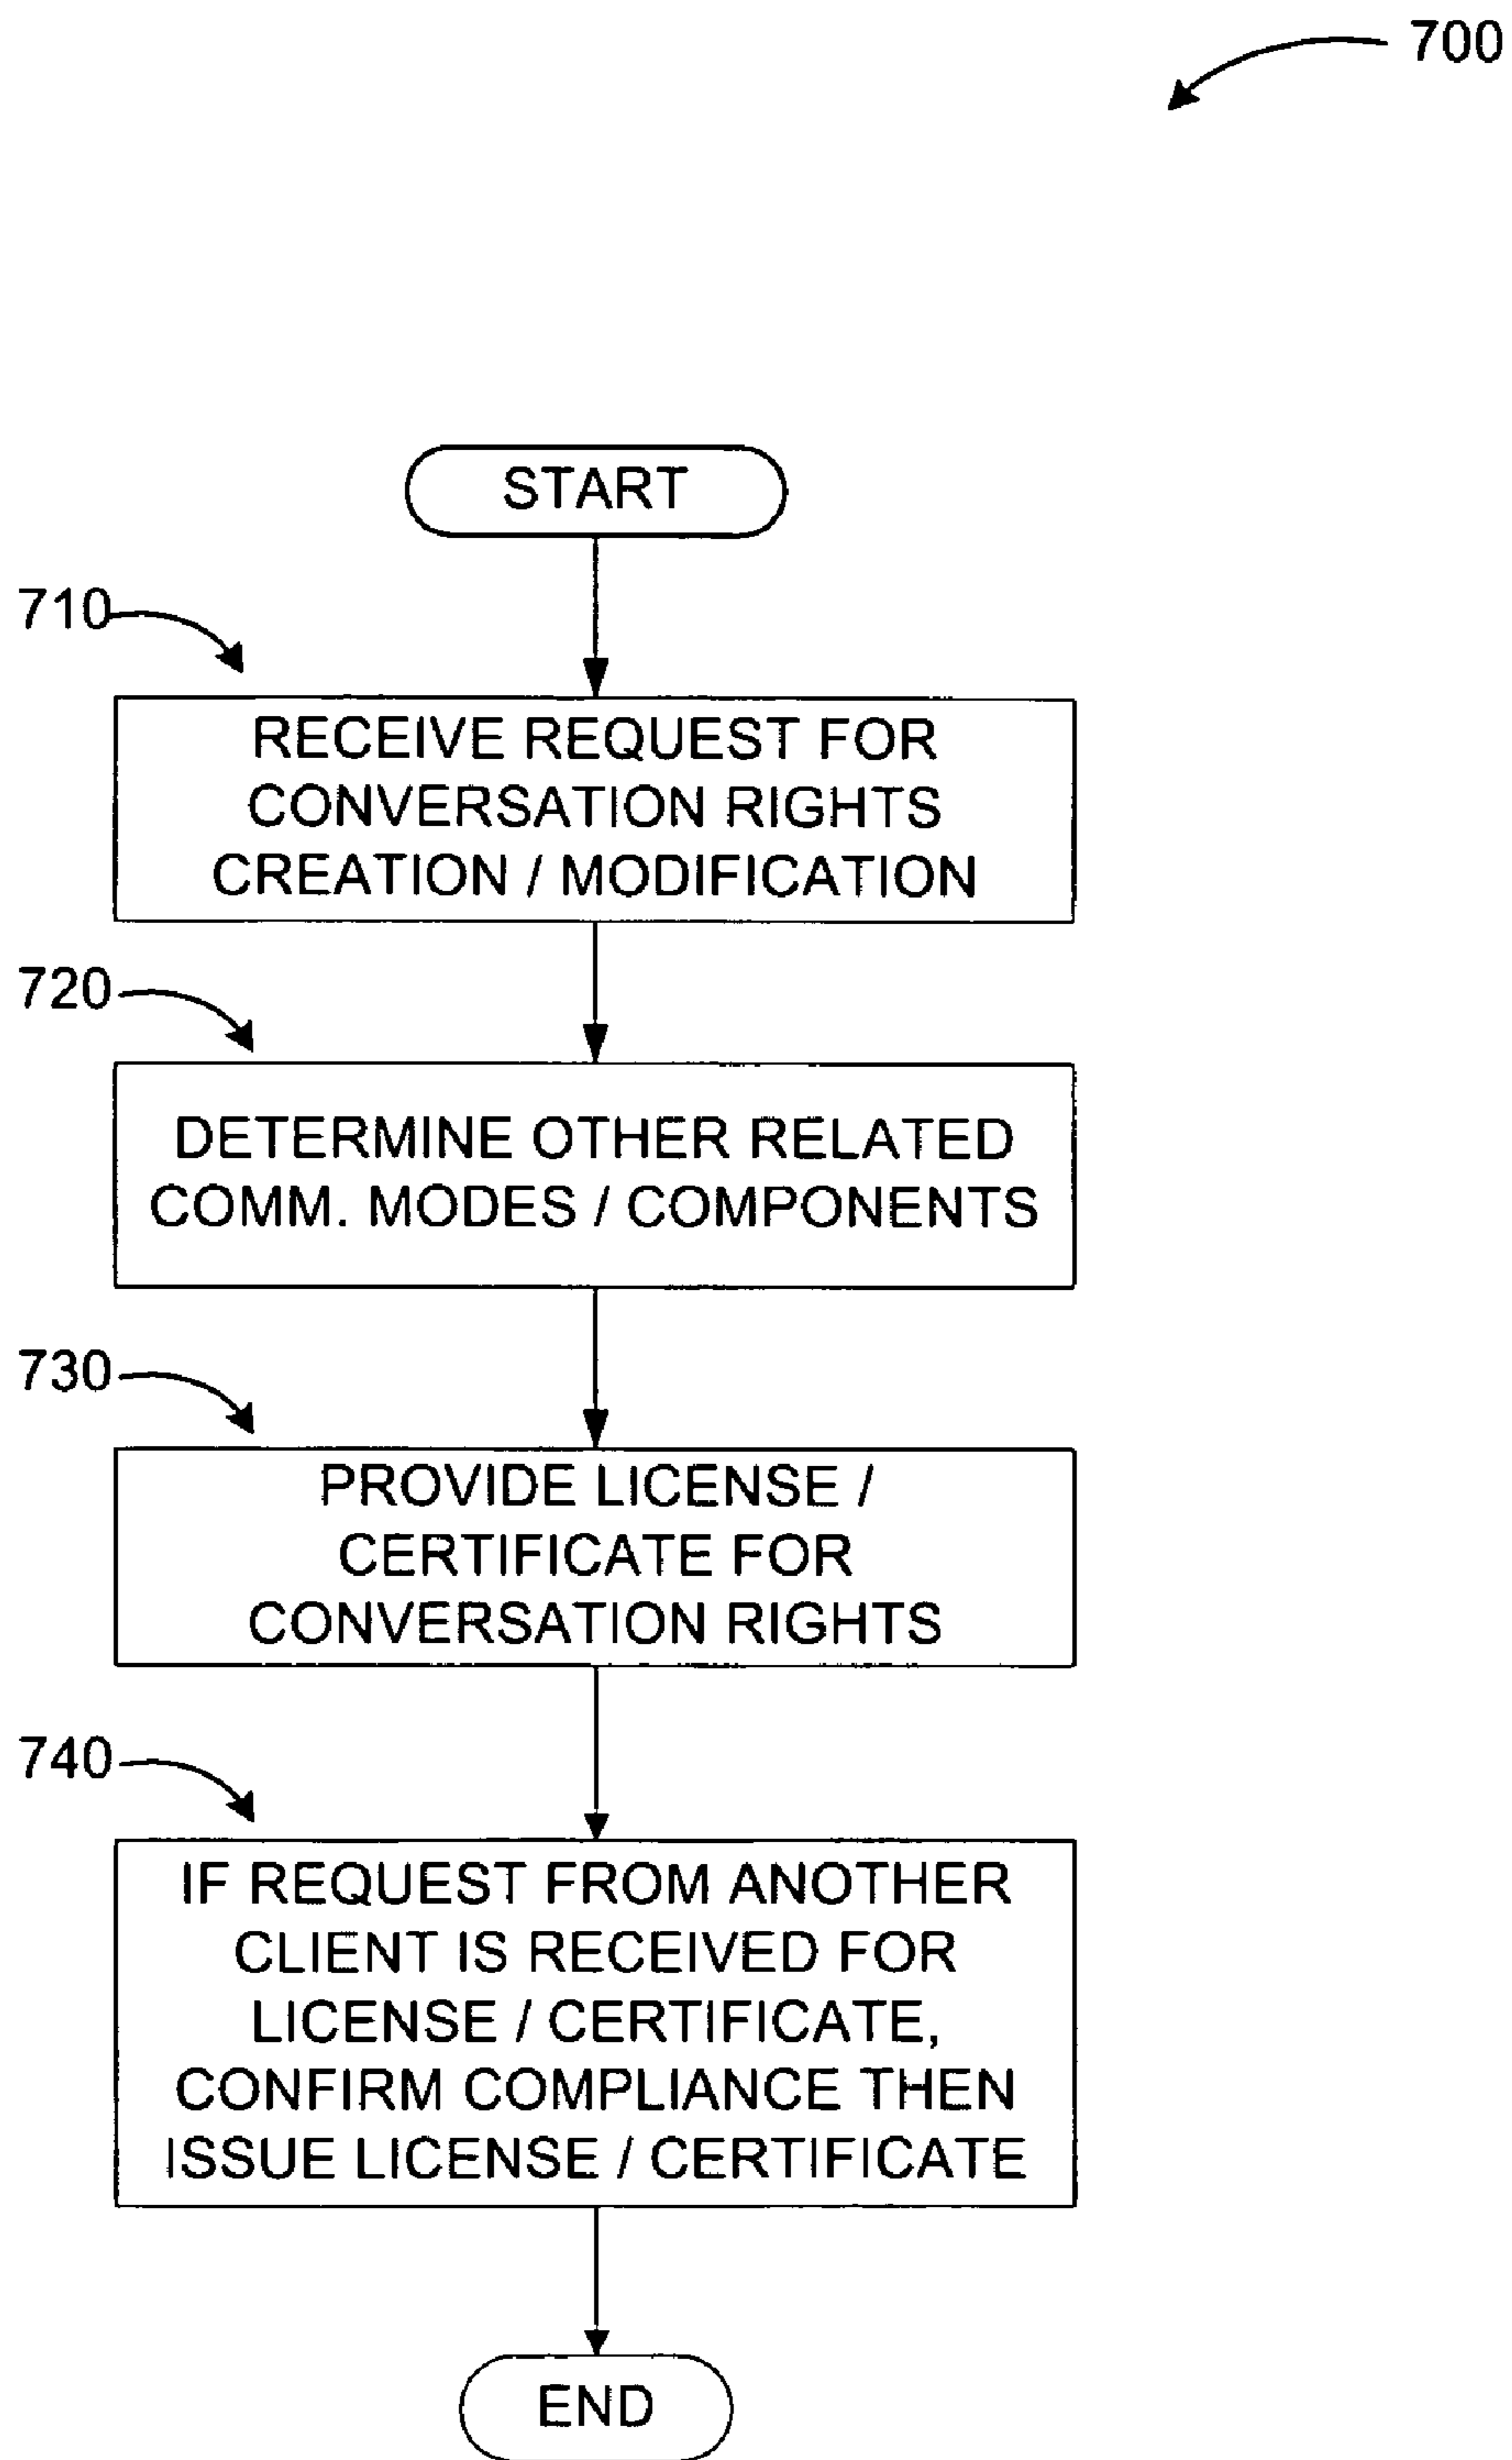 700
START
710
RECEIVE REQUEST FOR
CONVERSATION RIGHTS
CREATION / MODIFICATION
720
DETERMINE OTHER RELATED
COMM. MODES / COMPONENTS
730
PROVIDE LICENSE /
CERTIFICATE FOR
CONVERSATION RIGHTS
740
IF REQUEST FROM ANOTHER
CLIENT IS RECEIVED FOR
LICENSE / CERTIFICATE,
CONFIRM COMPLIANCE THEN
ISSUE LICENSE / CERTIFICATE
END